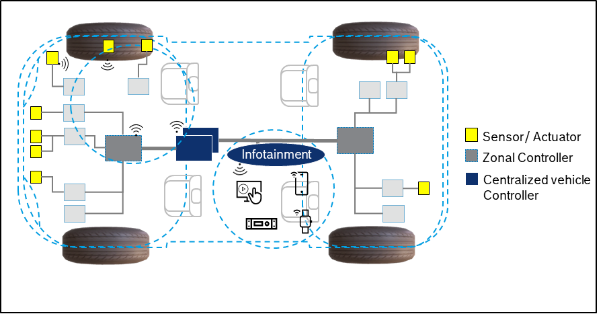 Infotainment
Sensor/ Actuator
Zonal Controller
Centralized vehicle
Controller